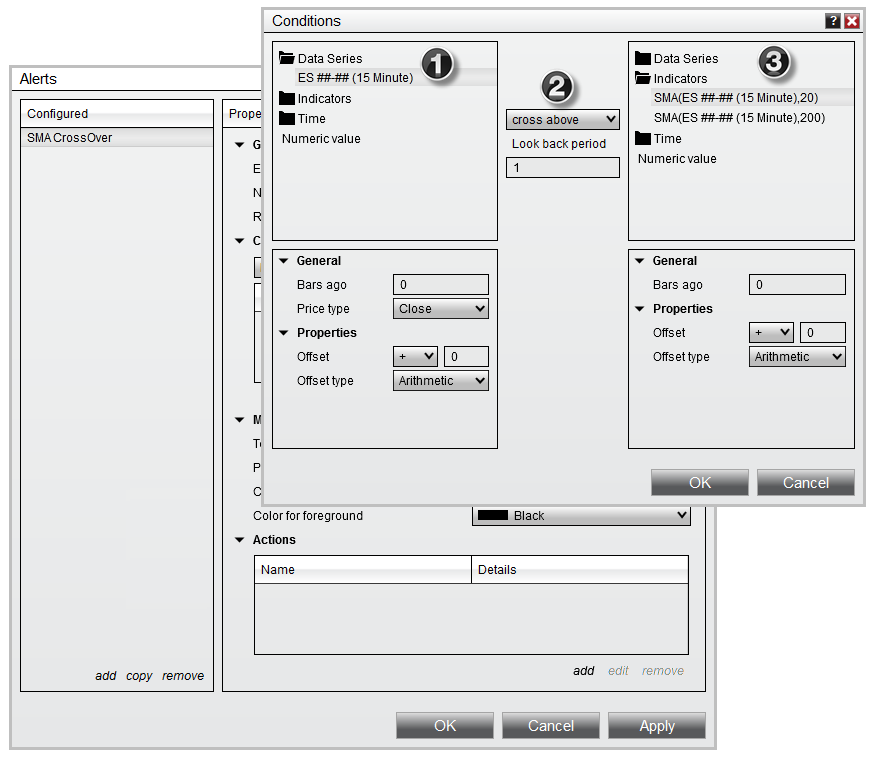 Conditions
?
Data Series
ES ##-## (15 Minute)
Indicators
Time
Numeric value
1
2
cross above
Look back period
1
3
Data Series
Indicators
SMA(ES ##-## (15 Minute),20)
SMA(ES ##-## (15 Minute),200)
Time
Numeric value
General
Bars ago 0
Price type Close
Properties
Offset + 0
Offset type Arithmetic
General
Bars ago 0
Properties
Offset + 0
Offset type Arithmetic
OK Cancel
Alerts
Configured
SMA CrossOver
add copy remove
Color for foreground Black
Actions
Name Details
add edit remove
OK Cancel Apply